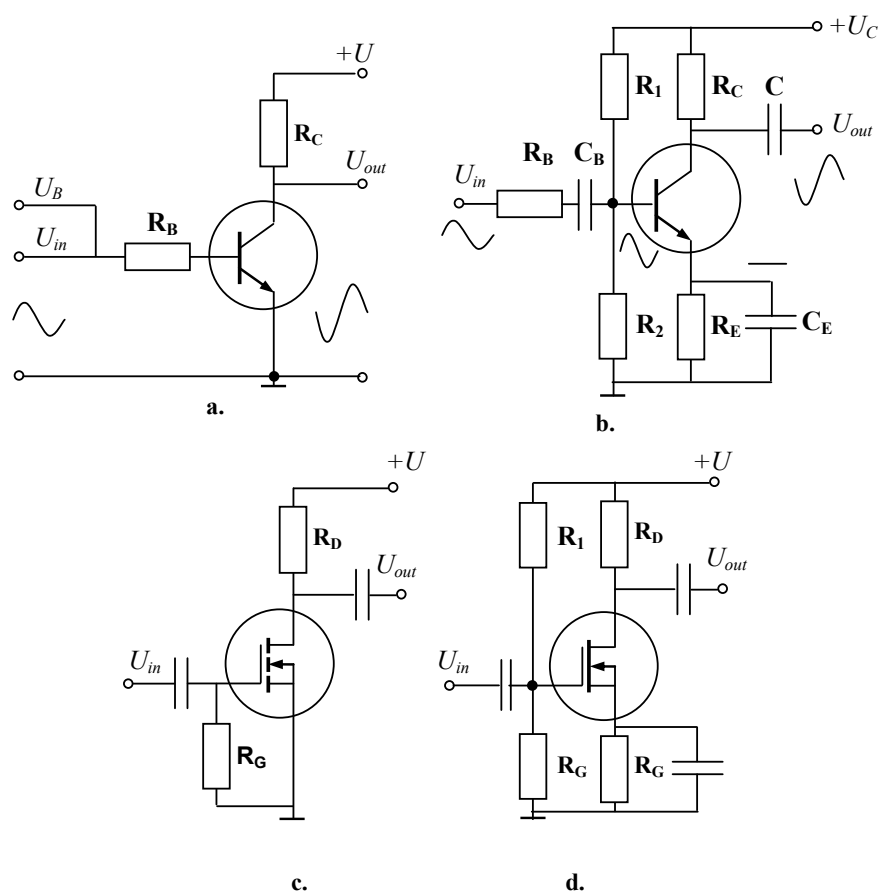 +U
R_C
U_out
U_B
U_in
R_B
a.
+U_C
R_1
R_C
C
U_out
R_B
C_B
U_in
R_2
R_E
C_E
b.
+U
R_D
U_out
U_in
R_G
c.
+U
R_1
R_D
U_out
U_in
R_G
R_G
d.